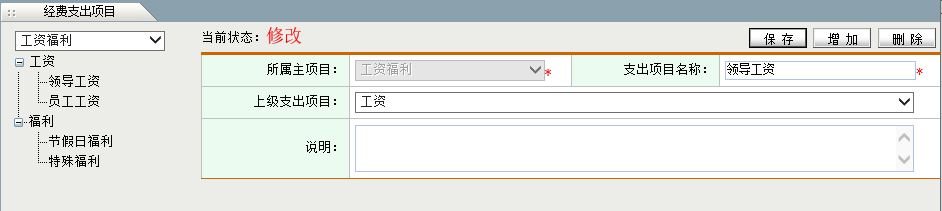 经费支出项目
工资福利
当前状态：修改
保 存 增 加 删 除
工资
领导工资
员工工资
福利
节假日福利
特殊福利
所属主项目： 工资福利 * 支出项目名称： 领导工资 *
上级支出项目： 工资
说明：